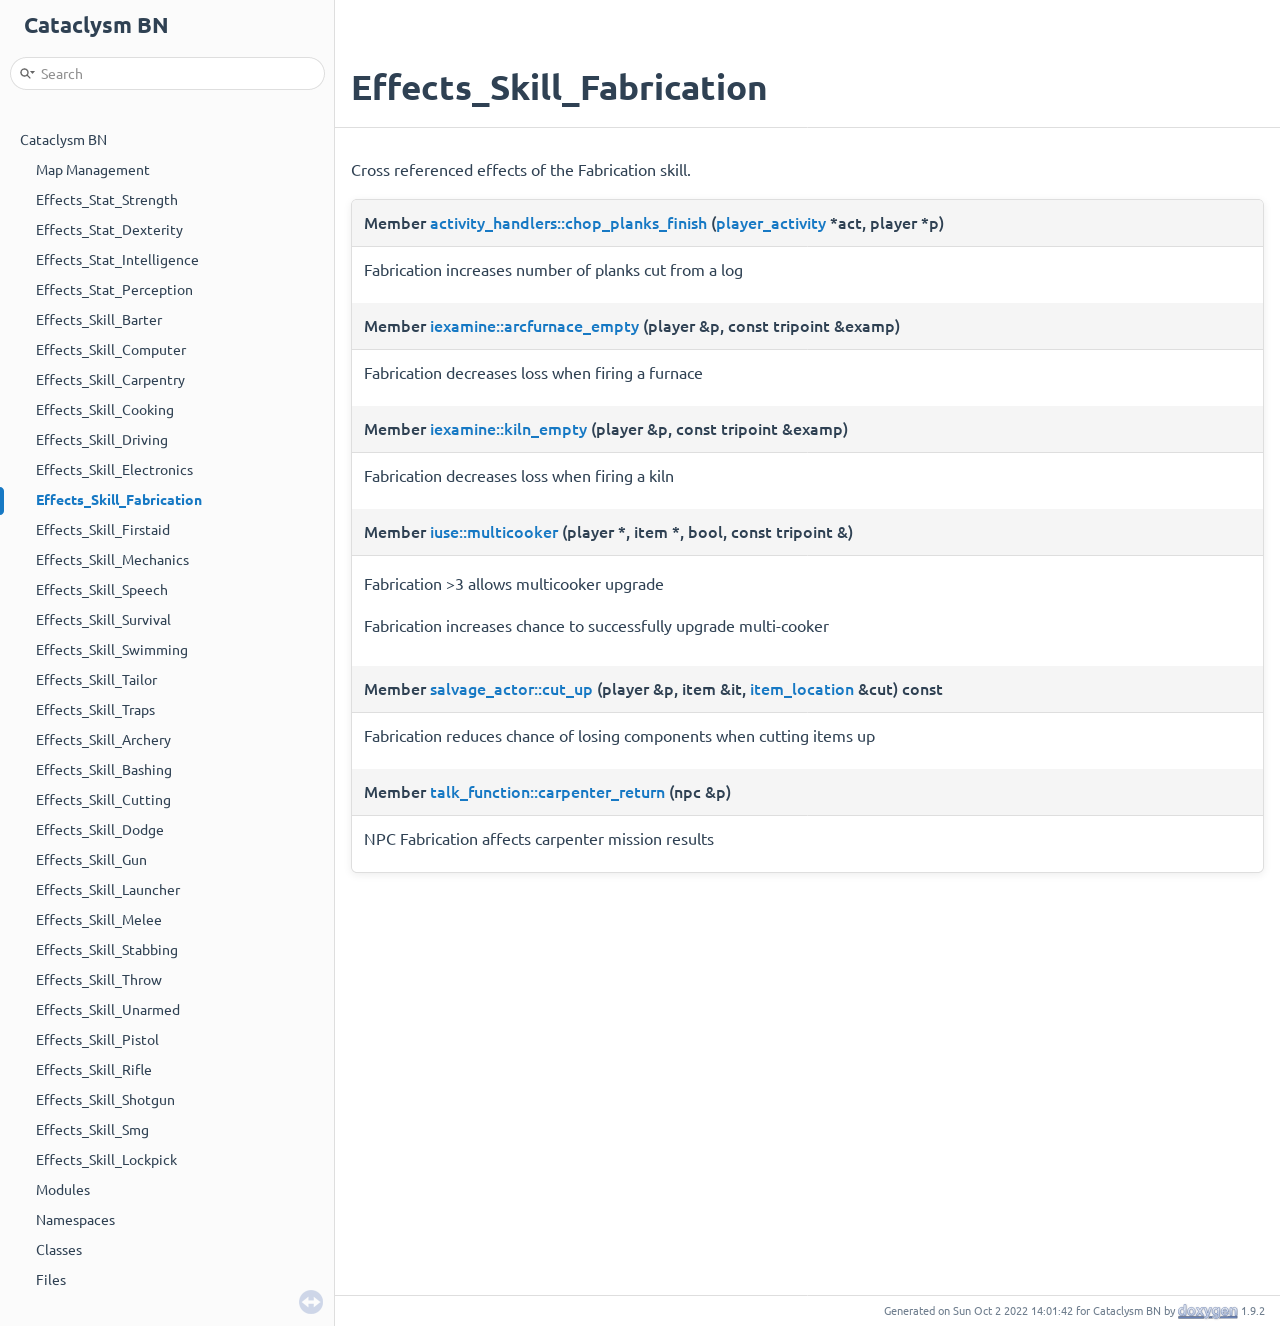 Cataclysm BN
Search
Cataclysm BN
Map Management
Effects_Stat_Strength
Effects_Stat_Dexterity
Effects_Stat_Intelligence
Effects_Stat_Perception
Effects_Skill_Barter
Effects_Skill_Computer
Effects_Skill_Carpentry
Effects_Skill_Cooking
Effects_Skill_Driving
Effects_Skill_Electronics
Effects_Skill_Fabrication
Effects_Skill_Firstaid
Effects_Skill_Mechanics
Effects_Skill_Speech
Effects_Skill_Survival
Effects_Skill_Swimming
Effects_Skill_Tailor
Effects_Skill_Traps
Effects_Skill_Archery
Effects_Skill_Bashing
Effects_Skill_Cutting
Effects_Skill_Dodge
Effects_Skill_Gun
Effects_Skill_Launcher
Effects_Skill_Melee
Effects_Skill_Stabbing
Effects_Skill_Throw
Effects_Skill_Unarmed
Effects_Skill_Pistol
Effects_Skill_Rifle
Effects_Skill_Shotgun
Effects_Skill_Smg
Effects_Skill_Lockpick
Modules
Namespaces
Classes
Files
Effects_Skill_Fabrication
Cross referenced effects of the Fabrication skill.
Member activity_handlers::chop_planks_finish (player_activity *act, player *p)
Fabrication increases number of planks cut from a log
Member iexamine::arcfurnace_empty (player &p, const tripoint &examp)
Fabrication decreases loss when firing a furnace
Member iexamine::kiln_empty (player &p, const tripoint &examp)
Fabrication decreases loss when firing a kiln
Member iuse::multicooker (player *, item *, bool, const tripoint &)
Fabrication >3 allows multicooker upgrade
Fabrication increases chance to successfully upgrade multi-cooker
Member salvage_actor::cut_up (player &p, item &it, item_location &cut) const
Fabrication reduces chance of losing components when cutting items up
Member talk_function::carpenter_return (npc &p)
NPC Fabrication affects carpenter mission results
Generated on Sun Oct 2 2022 14:01:42 for Cataclysm BN by doxygen 1.9.2